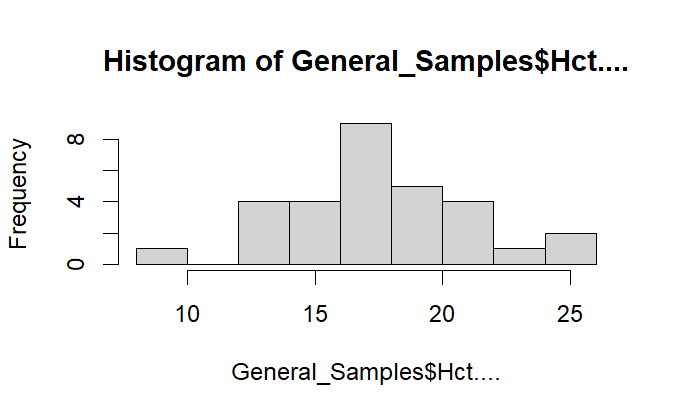 Histogram of General_Samples$Hct....
Frequency
8
4
0
10 15 20 25
General_Samples$Hct....